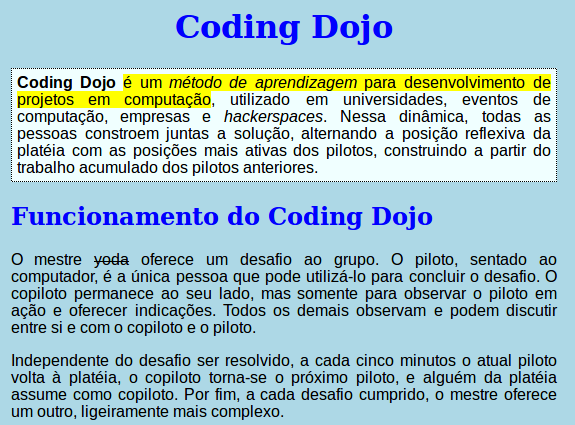 Coding Dojo
Coding Dojo é um método de aprendizagem para desenvolvimento de
projetos em computação, utilizado em universidades, eventos de
computação, empresas e hackerspaces. Nessa dinâmica, todas as
pessoas constroem juntas a solução, alternando a posição reflexiva da
platéia com as posições mais ativas dos pilotos, construindo a partir do
trabalho acumulado dos pilotos anteriores.
Funcionamento do Coding Dojo
O mestre yoda oferece um desafio ao grupo. O piloto, sentado ao
computador, é a única pessoa que pode utilizá-lo para concluir o desafio. O
copiloto permanece ao seu lado, mas somente para observar o piloto em
ação e oferecer indicações. Todos os demais observam e podem discutir
entre si e com o copiloto e o piloto.
Independente do desafio ser resolvido, a cada cinco minutos o atual piloto
volta à platéia, o copiloto torna-se o próximo piloto, e alguém da platéia
assume como copiloto. Por fim, a cada desafio cumprido, o mestre oferece
um outro, ligeiramente mais complexo.